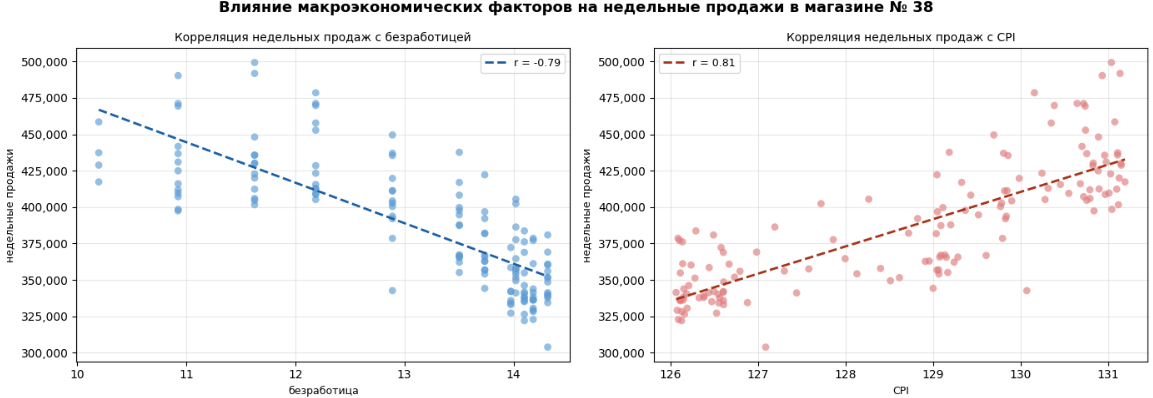 Влияние макроэкономических факторов на недельные продажи в магазине № 38
Корреляция недельных продаж с безработицей
r = -0.79
500,000
475,000
450,000
425,000
400,000
375,000
350,000
325,000
300,000
недельные продажи
10 11 12 13 14
безработица
Корреляция недельных продаж с CPI
r = 0.81
500,000
475,000
450,000
425,000
400,000
375,000
350,000
325,000
300,000
недельные продажи
126 127 128 129 130 131
CPI